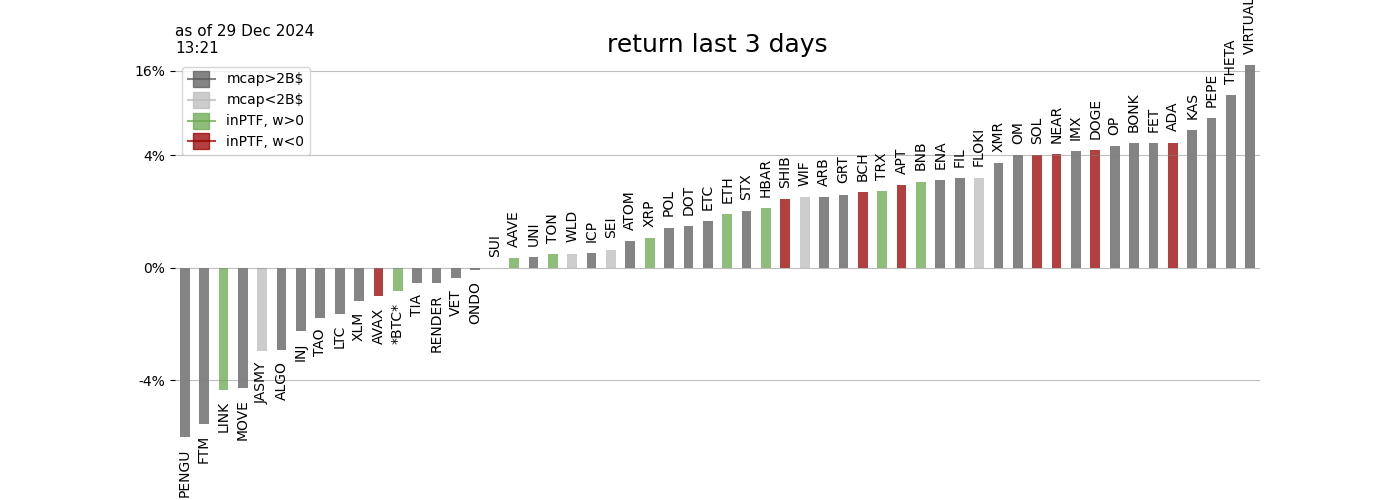 as of 29 Dec 2024
13:21
return last 3 days
mcap>2B$
mcap<2B$
inPTF, w>0
inPTF, w<0
16%
4%
0%
-4%
PENGU
FTM
LINK
MOVE
JASMY
ALGO
INJ
TAO
LTC
XLM
AVAX
*BTC*
TIA
RENDER
VET
ONDO
SUI
AAVE
UNI
TON
WLD
ICP
SEI
ATOM
XRP
POL
DOT
ETC
ETH
STX
HBAR
SHIB
WIF
ARB
GRT
BCH
TRX
APT
BNB
ENA
FIL
FLOKI
XMR
OM
SOL
NEAR
IMX
DOGE
OP
BONK
FET
ADA
KAS
PEPE
THETA
VIRTUAL